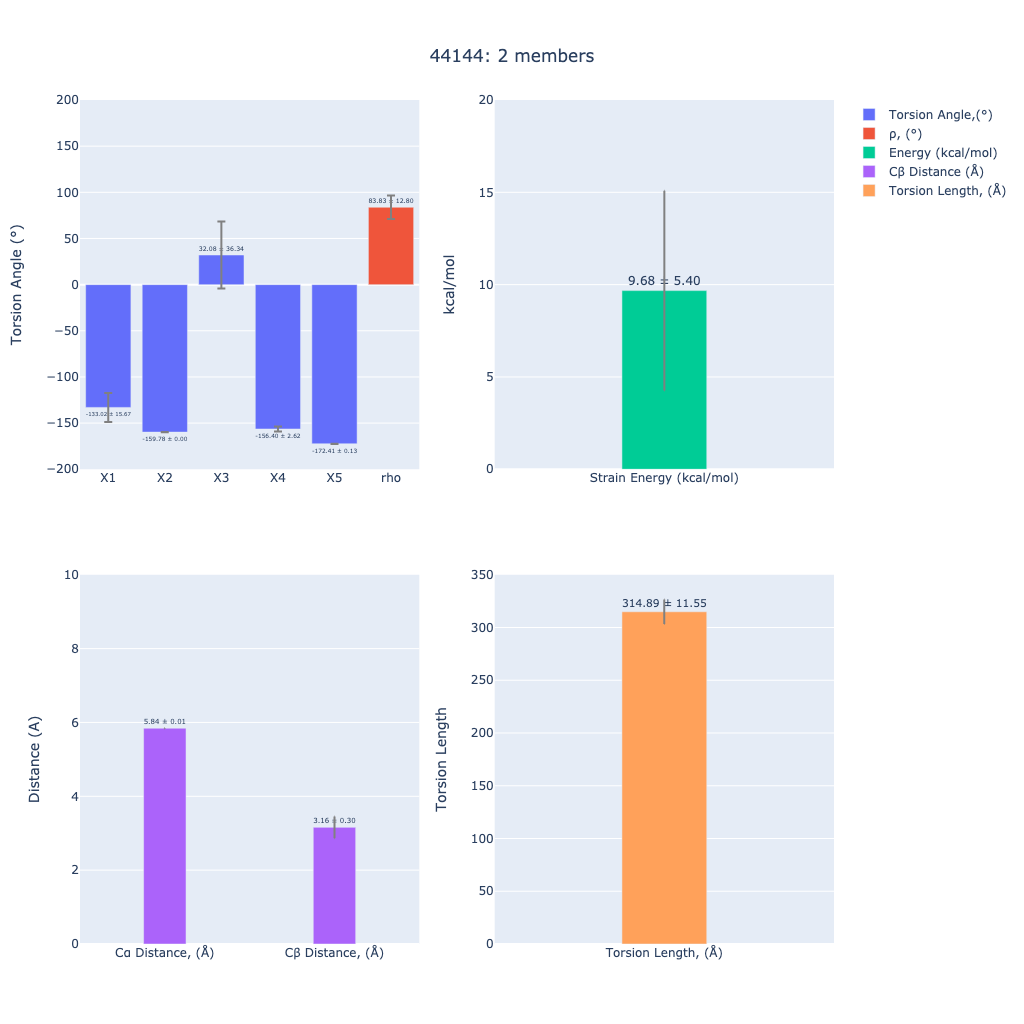 44144: 2 members
Torsion Angle (°)
200
150
100
50
0
−50
−100
−150
−200
-133.02 ± 15.67
-159.78 ± 0.00
32.08 ± 36.34
-156.40 ± 2.62
-172.41 ± 0.13
83.83 ± 12.80
X1 X2 X3 X4 X5 rho
kcal/mol
20
15
10
5
0
9.68 ± 5.40
Strain Energy (kcal/mol)
Torsion Angle,(°)
ρ, (°)
Energy (kcal/mol)
Cβ Distance (Å)
Torsion Length, (Å)
Distance (A)
10
8
6
4
2
0
5.84 ± 0.01
3.16 ± 0.30
Cα Distance, (Å) Cβ Distance, (Å)
Torsion Length
350
300
250
200
150
100
50
0
314.89 ± 11.55
Torsion Length, (Å)